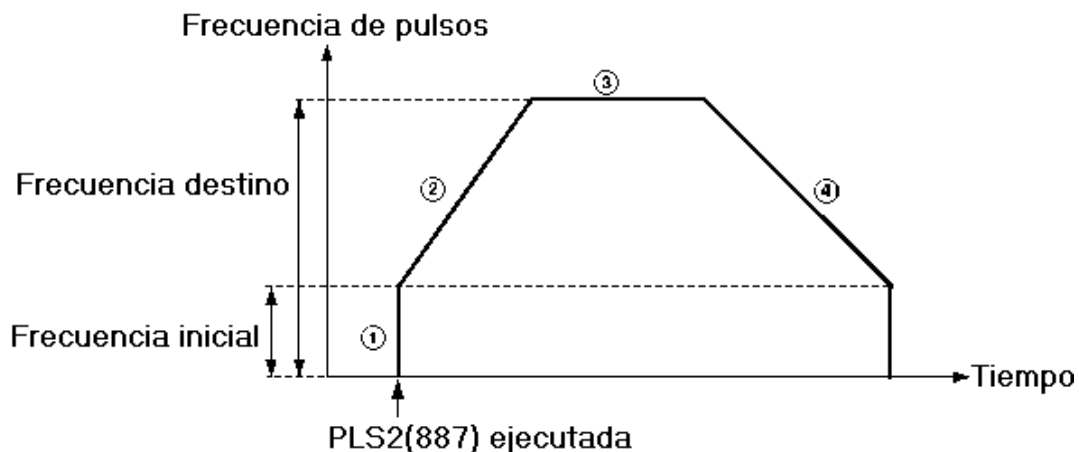 Frecuencia de pulsos
③
Frecuencia destino
②
④
Frecuencia inicial
①
Tiempo
PLS2(887) ejecutada